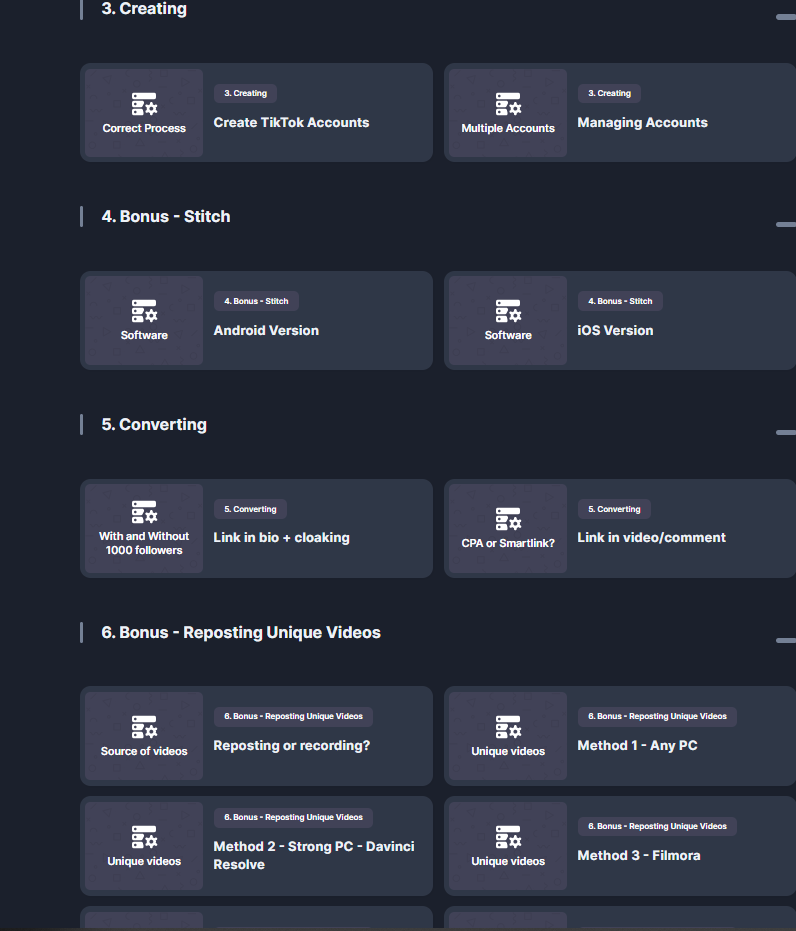 3. Creating
Correct Process
3. Creating
Create TikTok Accounts
Multiple Accounts
3. Creating
Managing Accounts
4. Bonus - Stitch
Software
4. Bonus - Stitch
Android Version
Software
4. Bonus - Stitch
iOS Version
5. Converting
With and Without
1000 followers
5. Converting
Link in bio + cloaking
CPA or Smartlink?
5. Converting
Link in video/comment
6. Bonus - Reposting Unique Videos
Source of videos
6. Bonus - Reposting Unique Videos
Reposting or recording?
Unique videos
6. Bonus - Reposting Unique Videos
Method 1 - Any PC
Unique videos
6. Bonus - Reposting Unique Videos
Method 2 - Strong PC - Davinci
Resolve
Unique videos
6. Bonus - Reposting Unique Videos
Method 3 - Filmora